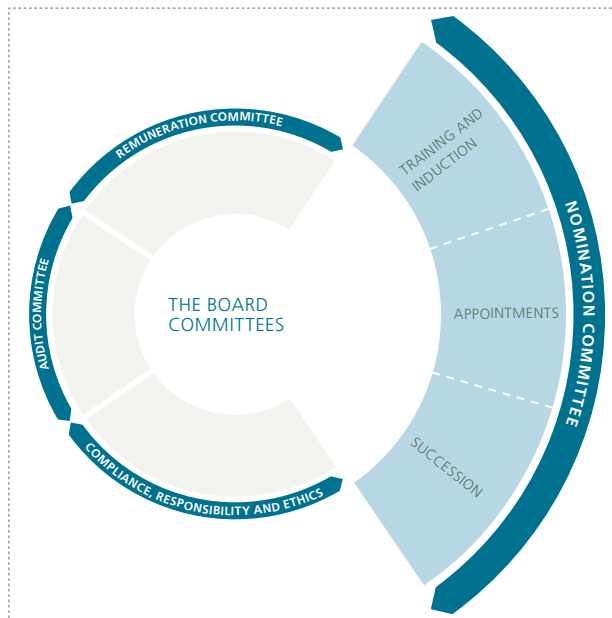 REMUNERATION COMMITTEE
AUDIT COMMITTEE
THE BOARD
COMMITTEES
COMPLIANCE, RESPONSIBILITY AND ETHICS
TRAINING AND
INDUCTION
APPOINTMENTS
SUCCESSION
NOMINATION COMMITTEE